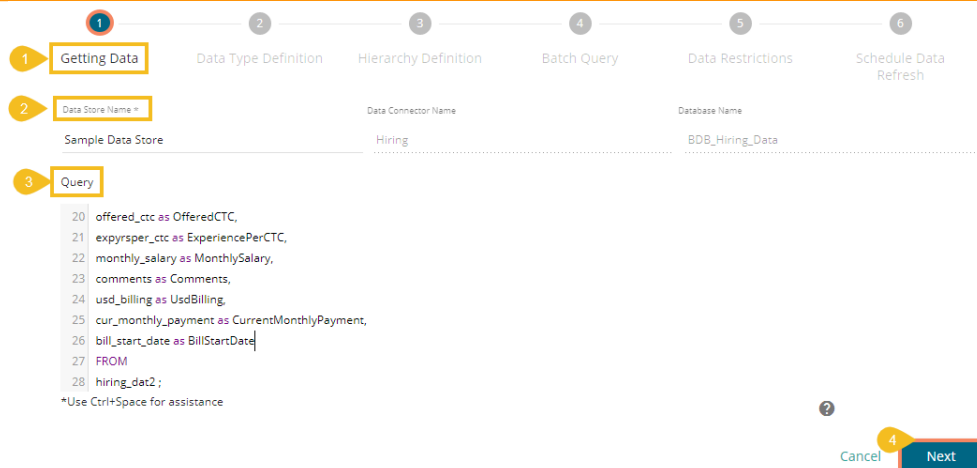 1 2 3 4 5 6
1 Getting Data Data Type Definition Hierarchy Definition Batch Query Data Restrictions Schedule Data
Refresh
2 Data Store Name * Data Connector Name Database Name
Sample Data Store Hiring BDB_Hiring_Data
3 Query
20 offered_ctc as OfferedCTC,
21 expyrsper_ctc as ExperiencePerCTC,
22 monthly_salary as MonthlySalary,
23 comments as Comments,
24 usd_billing as UsdBilling,
25 cur_monthly_payment as CurrentMonthlyPayment,
26 bill_start_date as BillStartDate
27 FROM
28 hiring_dat2 ;
*Use Ctrl+Space for assistance
?
4
Cancel Next